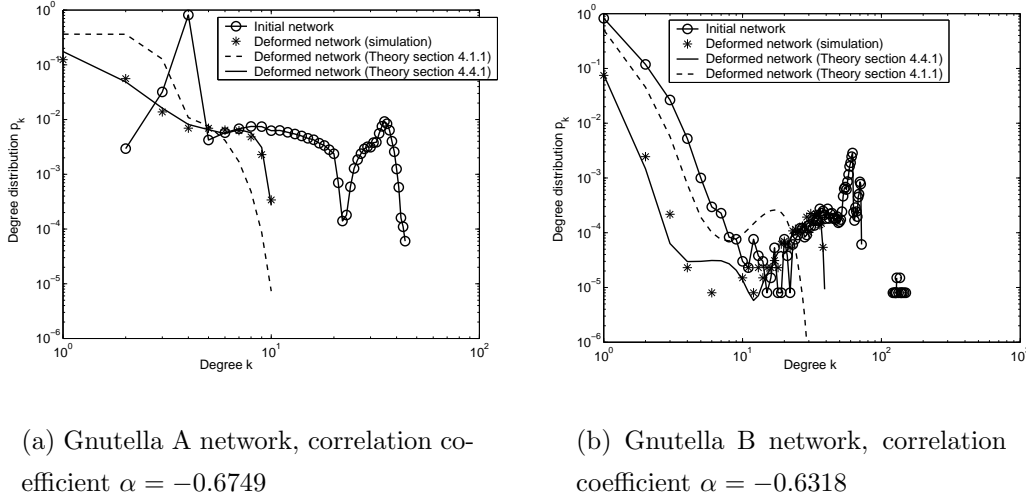 10^0
10^-1
10^-2
10^-3
10^-4
10^-5
10^-6
10^0
10^1
10^2
Degree k
Degree distribution p_k
Initial network
Deformed network (simulation)
Deformed network (Theory section 4.1.1)
Deformed network (Theory section 4.4.1)
10^0
10^-1
10^-2
10^-3
10^-4
10^-5
10^-6
10^0
10^1
10^2
10^3
Degree k
Degree distribution p_k
Initial network
Deformed network (simulation)
Deformed network (Theory section 4.4.1)
Deformed network (Theory section 4.1.1)
(a) Gnutella A network, correlation co-
efficient α = −0.6749
(b) Gnutella B network, correlation
coefficient α = −0.6318